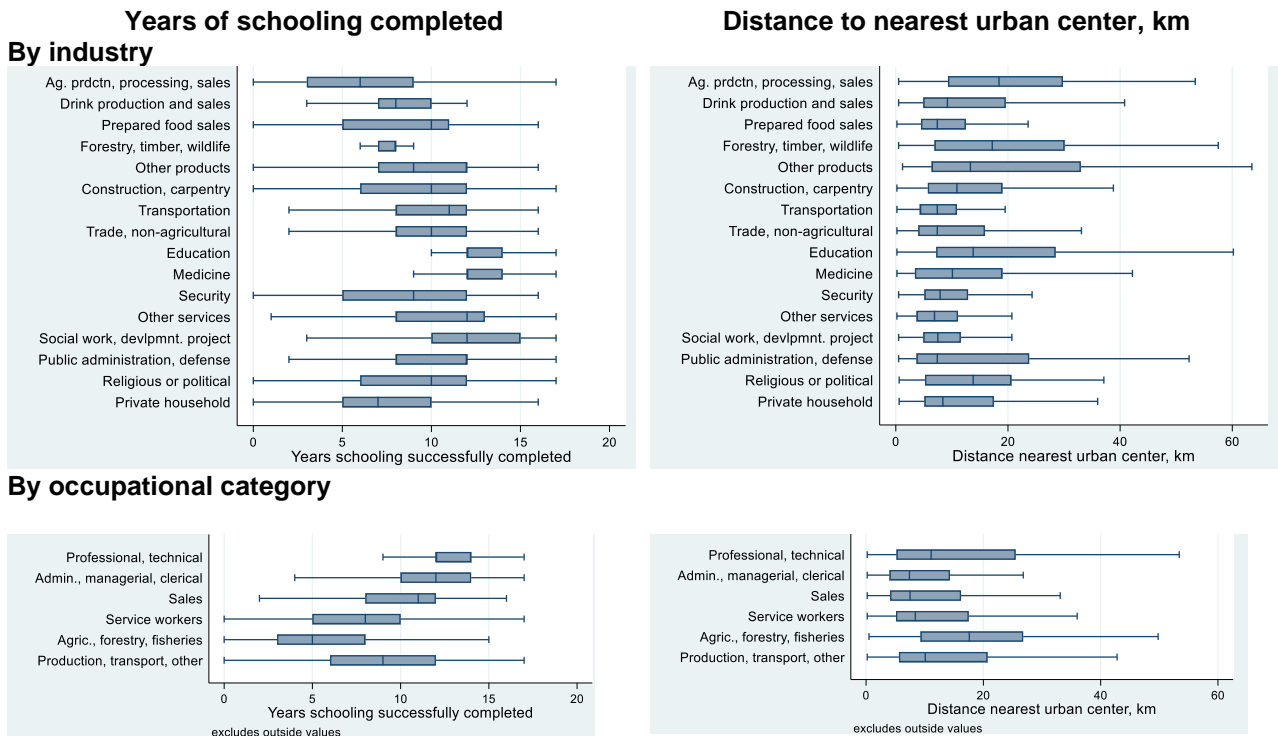 Years of schooling completed
Distance to nearest urban center, km
By industry
Ag. prdctn, processing, sales
Drink production and sales
Prepared food sales
Forestry, timber, wildlife
Other products
Construction, carpentry
Transportation
Trade, non-agricultural
Education
Medicine
Security
Other services
Social work, devlpmnt. project
Public administration, defense
Religious or political
Private household
0 5 10 15 20
Years schooling successfully completed
Ag. prdctn, processing, sales
Drink production and sales
Prepared food sales
Forestry, timber, wildlife
Other products
Construction, carpentry
Transportation
Trade, non-agricultural
Education
Medicine
Security
Other services
Social work, devlpmnt. project
Public administration, defense
Religious or political
Private household
0 20 40 60
Distance nearest urban center, km
By occupational category
Professional, technical
Admin., managerial, clerical
Sales
Service workers
Agric., forestry, fisheries
Production, transport, other
0 5 10 15 20
Years schooling successfully completed
excludes outside values
Professional, technical
Admin., managerial, clerical
Sales
Service workers
Agric., forestry, fisheries
Production, transport, other
0 20 40 60
Distance nearest urban center, km
excludes outside values